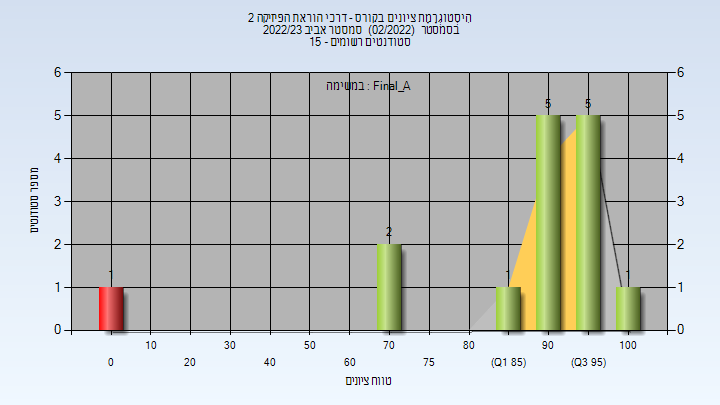 היסטוגרמת ציונים בקורס - דרכי הוראת הפיזיקה 2
בסמסטר (02/2022) סמסטר אביב 2022/23
סטודנטים רשומים - 15
במשימה : Final_A
מספר סטודנטים
6 6
5 5
4 4
3 3
2 2
1 1
0 0
1 2 1 5 5 1
10 20 30 50 60 70 80 90 100
0 20 40 60 75 (Q1 85) (Q3 95)
טווח ציונים